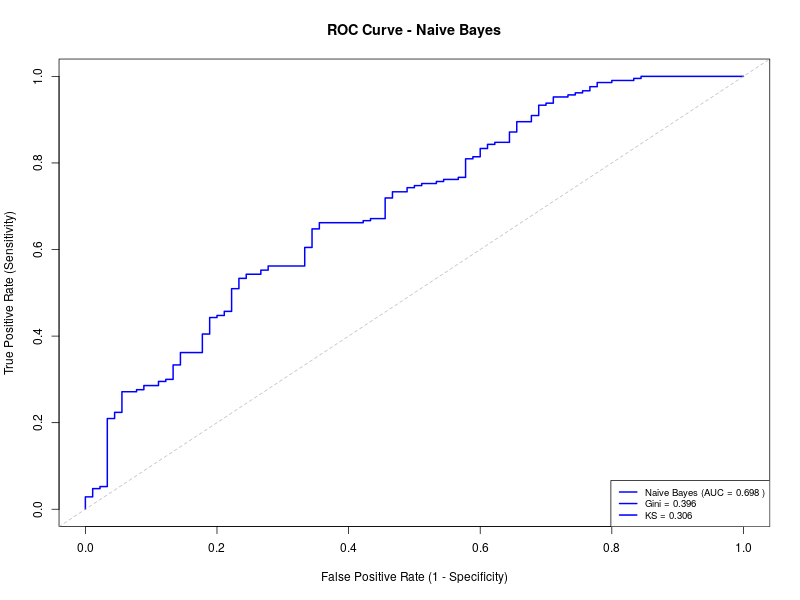 ROC Curve - Naive Bayes
True Positive Rate (Sensitivity)
1.0
0.8
0.6
0.4
0.2
0.0
Naive Bayes (AUC = 0.698 )
Gini = 0.396
KS = 0.306
0.0 0.2 0.4 0.6 0.8 1.0
False Positive Rate (1 - Specificity)